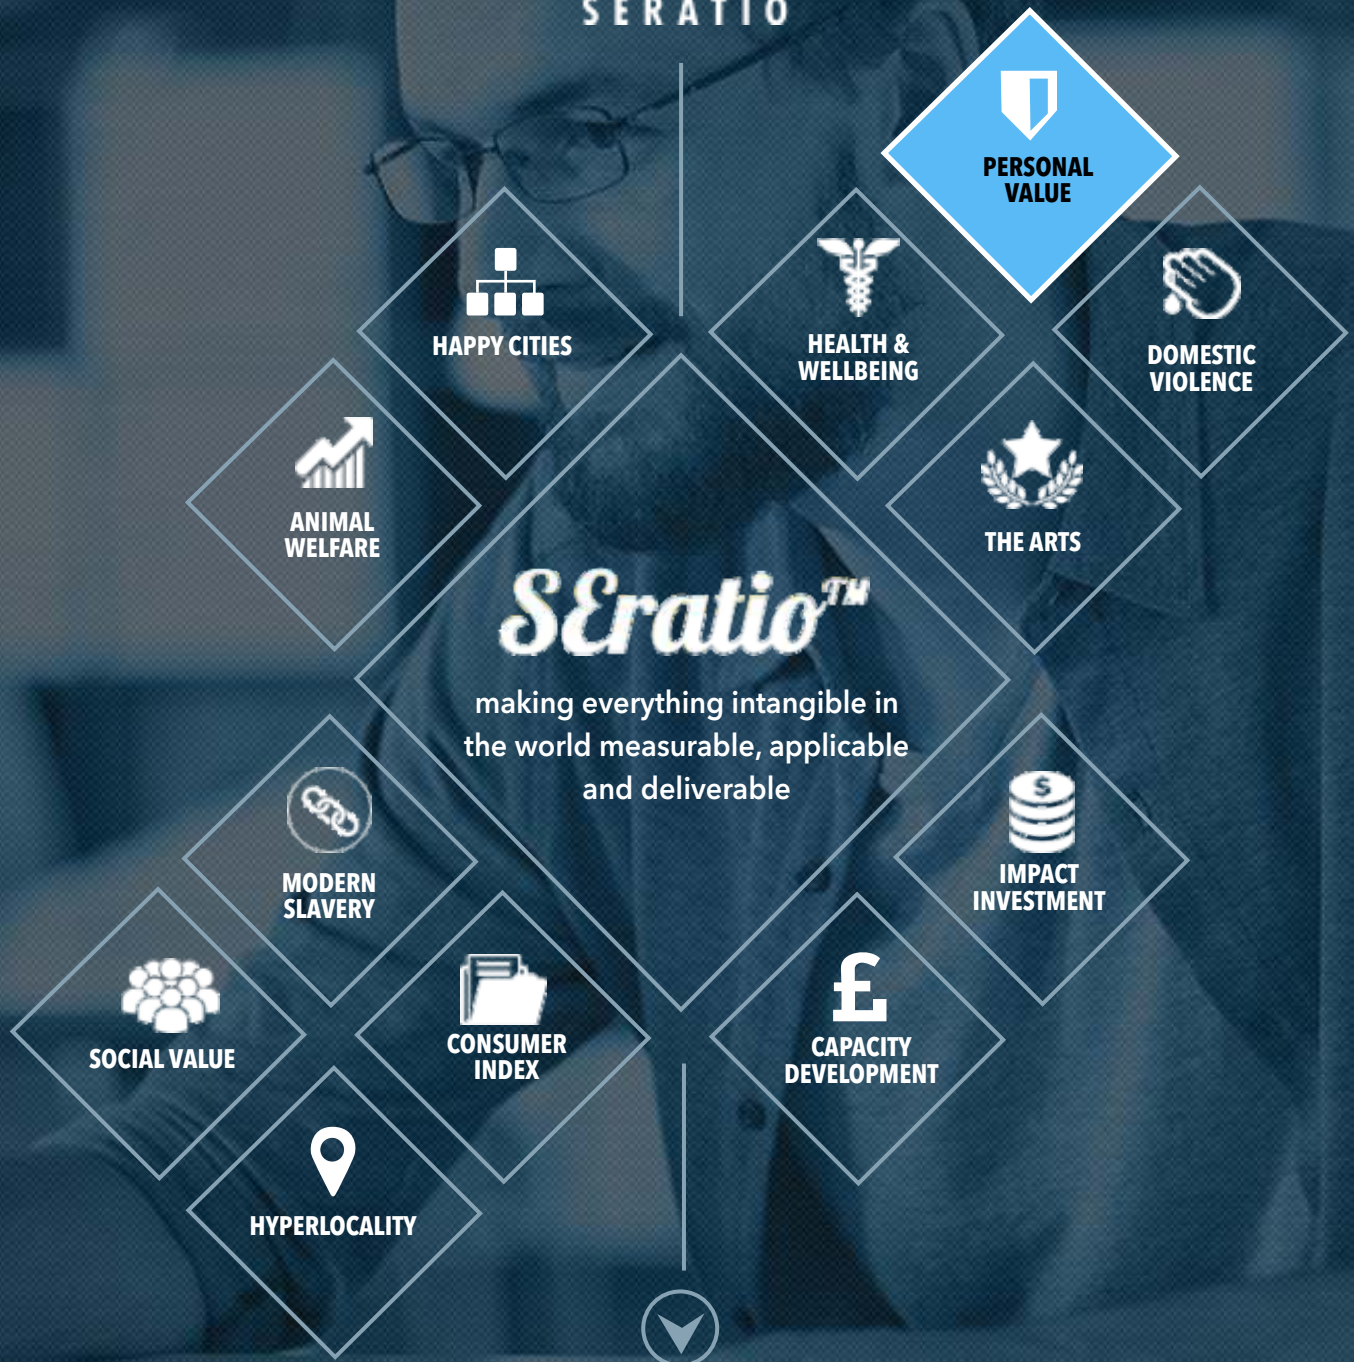 SERATIO
PERSONAL
VALUE
HAPPY CITIES
HEALTH &
WELLBEING
DOMESTIC
VIOLENCE
ANIMAL
WELFARE
THE ARTS
SEratio™
making everything intangible in
the world measurable, applicable
and deliverable
MODERN
SLAVERY
$
IMPACT
INVESTMENT
SOCIAL VALUE
CONSUMER
INDEX
£
CAPACITY
DEVELOPMENT
HYPERLOCALITY